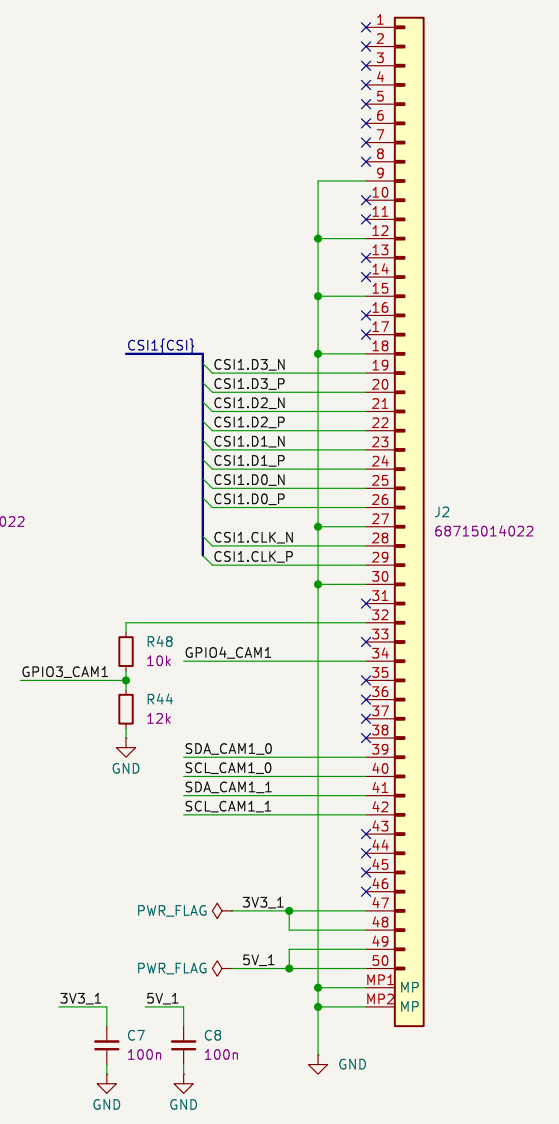 1
2
3
4
5
6
7
8
9
10
11
12
13
14
15
16
17
18
CSI1{CSI}
CSI1.D3_N 19
CSI1.D3_P 20
CSI1.D2_N 21
CSI1.D2_P 22
CSI1.D1_N 23
CSI1.D1_P 24
CSI1.D0_N 25
CSI1.D0_P 26
27
J2
022
68715014022
CSI1.CLK_N 28
CSI1.CLK_P 29
30
31
32
R48
33
10k
GPIO4_CAM1 34
GPIO3_CAM1
35
R44
36
12k
37
38
SDA_CAM1_0 39
GND
SCL_CAM1_0 40
SDA_CAM1_1 41
SCL_CAM1_1 42
43
44
45
46
PWR_FLAG 3V3_1 47
48
49
PWR_FLAG 5V_1 50
MP1 MP
MP2 MP
3V3_1 5V_1
C7 C8
100n 100n
GND
GND GND